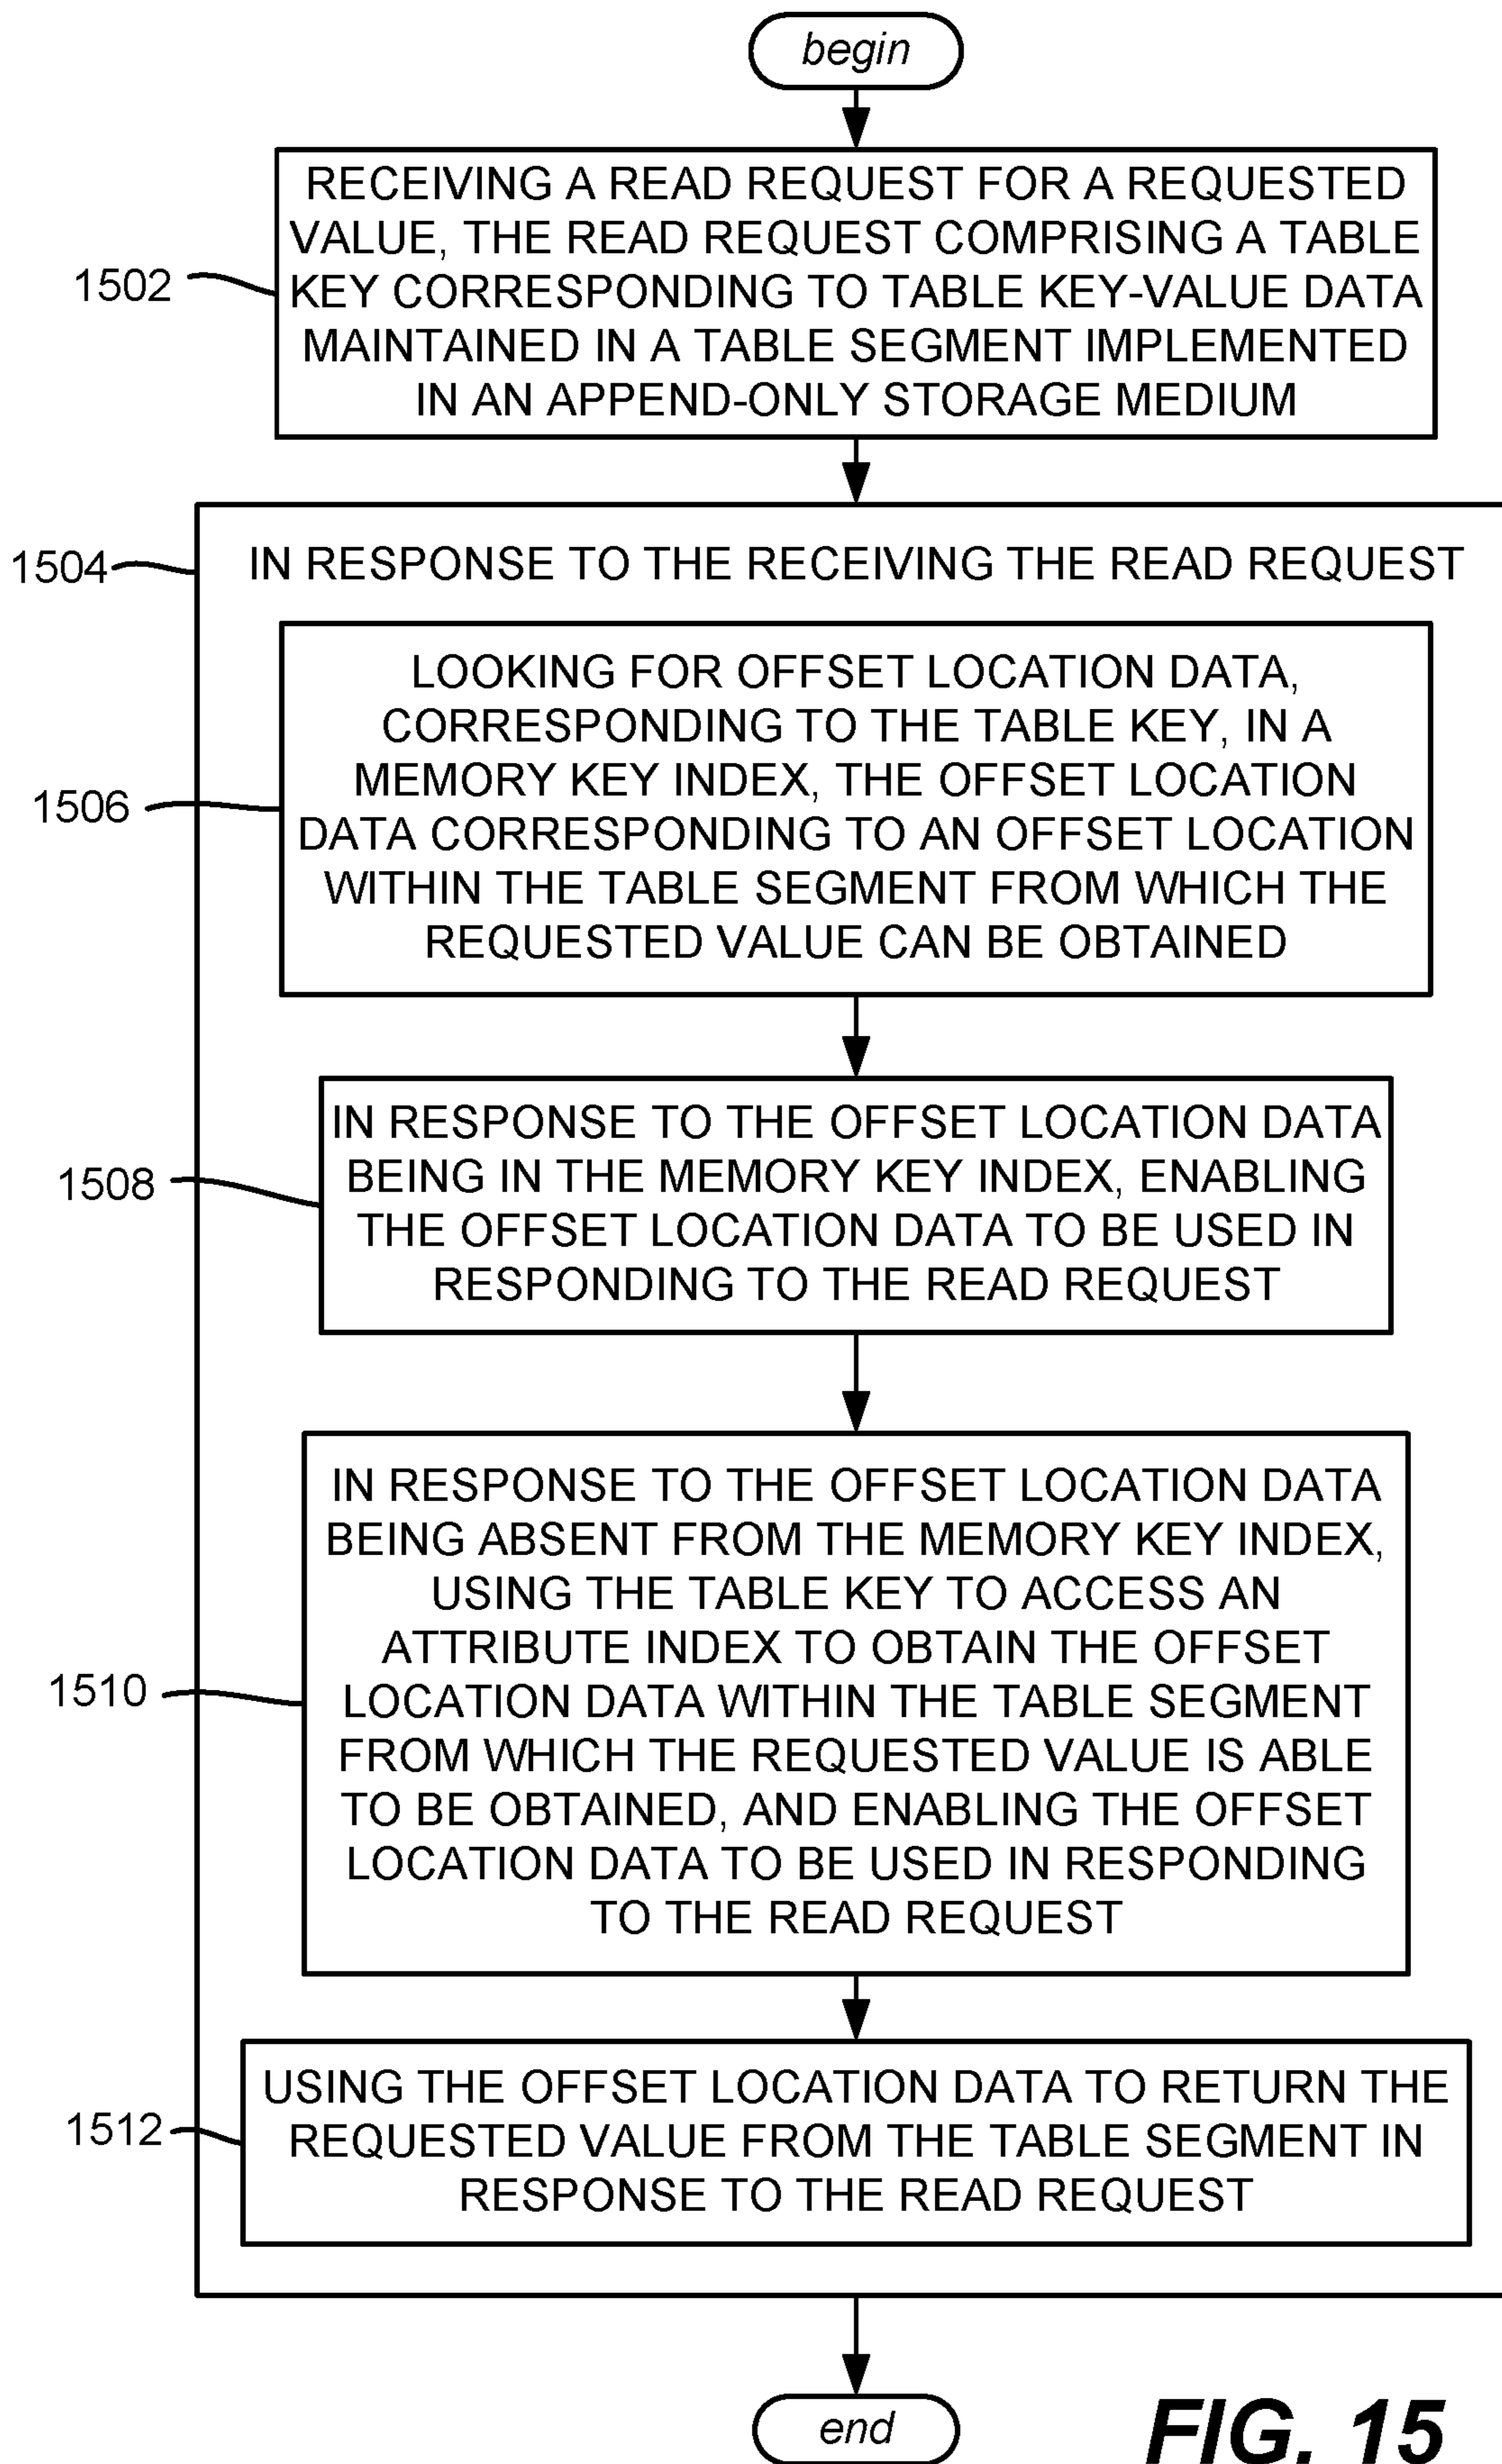 begin
RECEIVING A READ REQUEST FOR A REQUESTED
VALUE, THE READ REQUEST COMPRISING A TABLE
KEY CORRESPONDING TO TABLE KEY-VALUE DATA
MAINTAINED IN A TABLE SEGMENT IMPLEMENTED
IN AN APPEND-ONLY STORAGE MEDIUM
1502
1504
IN RESPONSE TO THE RECEIVING THE READ REQUEST
LOOKING FOR OFFSET LOCATION DATA,
CORRESPONDING TO THE TABLE KEY, IN A
MEMORY KEY INDEX, THE OFFSET LOCATION
DATA CORRESPONDING TO AN OFFSET LOCATION
WITHIN THE TABLE SEGMENT FROM WHICH THE
REQUESTED VALUE CAN BE OBTAINED
1506
IN RESPONSE TO THE OFFSET LOCATION DATA
BEING IN THE MEMORY KEY INDEX, ENABLING
THE OFFSET LOCATION DATA TO BE USED IN
RESPONDING TO THE READ REQUEST
1508
IN RESPONSE TO THE OFFSET LOCATION DATA
BEING ABSENT FROM THE MEMORY KEY INDEX,
USING THE TABLE KEY TO ACCESS AN
ATTRIBUTE INDEX TO OBTAIN THE OFFSET
LOCATION DATA WITHIN THE TABLE SEGMENT
FROM WHICH THE REQUESTED VALUE IS ABLE
TO BE OBTAINED, AND ENABLING THE OFFSET
LOCATION DATA TO BE USED IN RESPONDING
TO THE READ REQUEST
1510
USING THE OFFSET LOCATION DATA TO RETURN THE
REQUESTED VALUE FROM THE TABLE SEGMENT IN
RESPONSE TO THE READ REQUEST
1512
end
FIG. 15